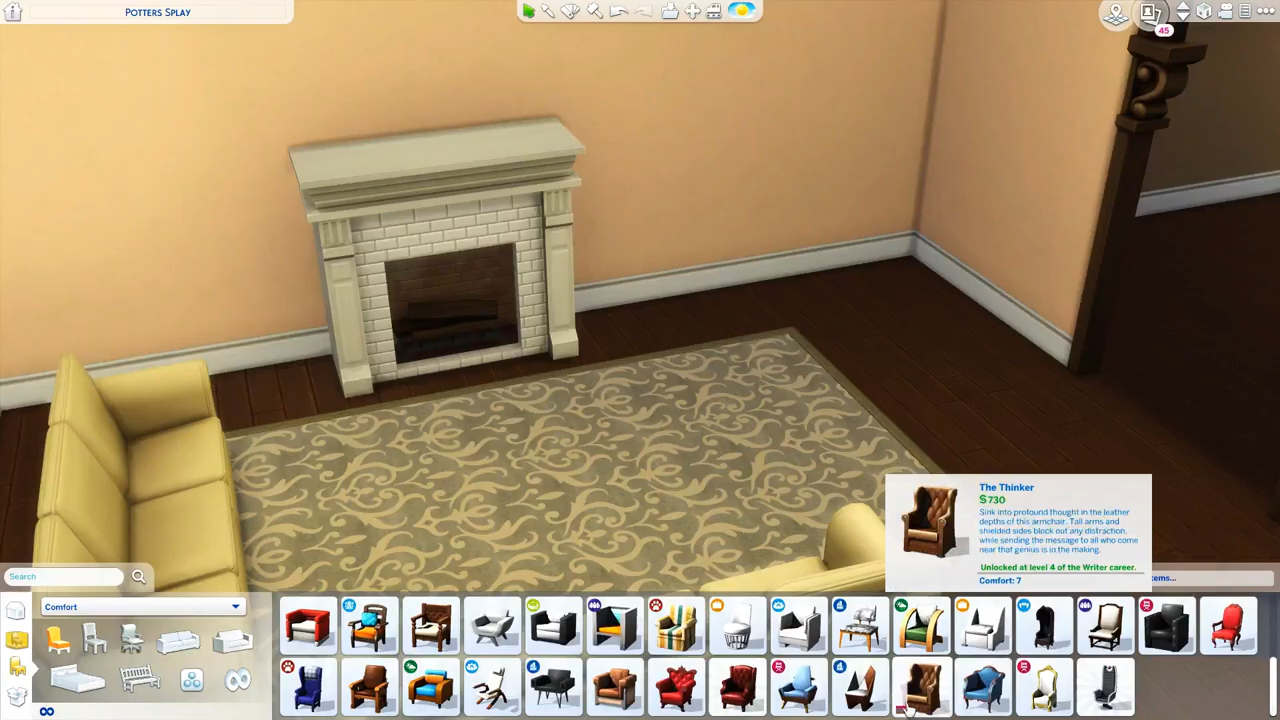 Potters Splay
45
The Thinker
§730
Sink into profound thought in the leather
depths of this armchair. Tall arms and
shielded sides block out any distraction,
while sending the message to all who come
near that genius is in the making.
Unlocked at level 4 of the Writer career.
Comfort: 7
Search
Comfort